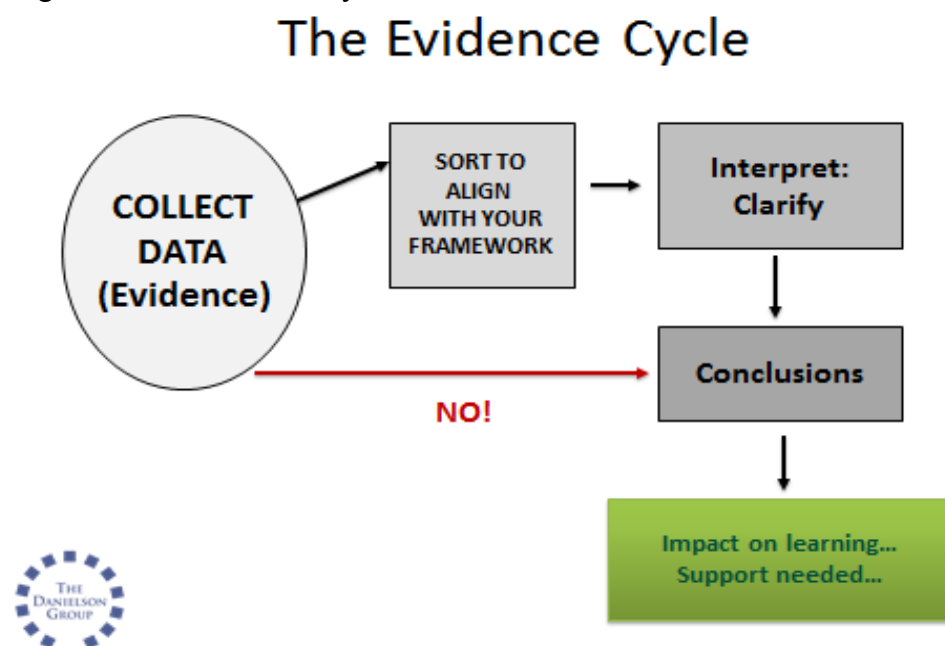 The Evidence Cycle
COLLECT
DATA
(Evidence)
SORT TO
ALIGN
WITH YOUR
FRAMEWORK
Interpret:
Clarify
NO!
Conclusions
Impact on learning...
Support needed...
THE
DANIELSON
GROUP